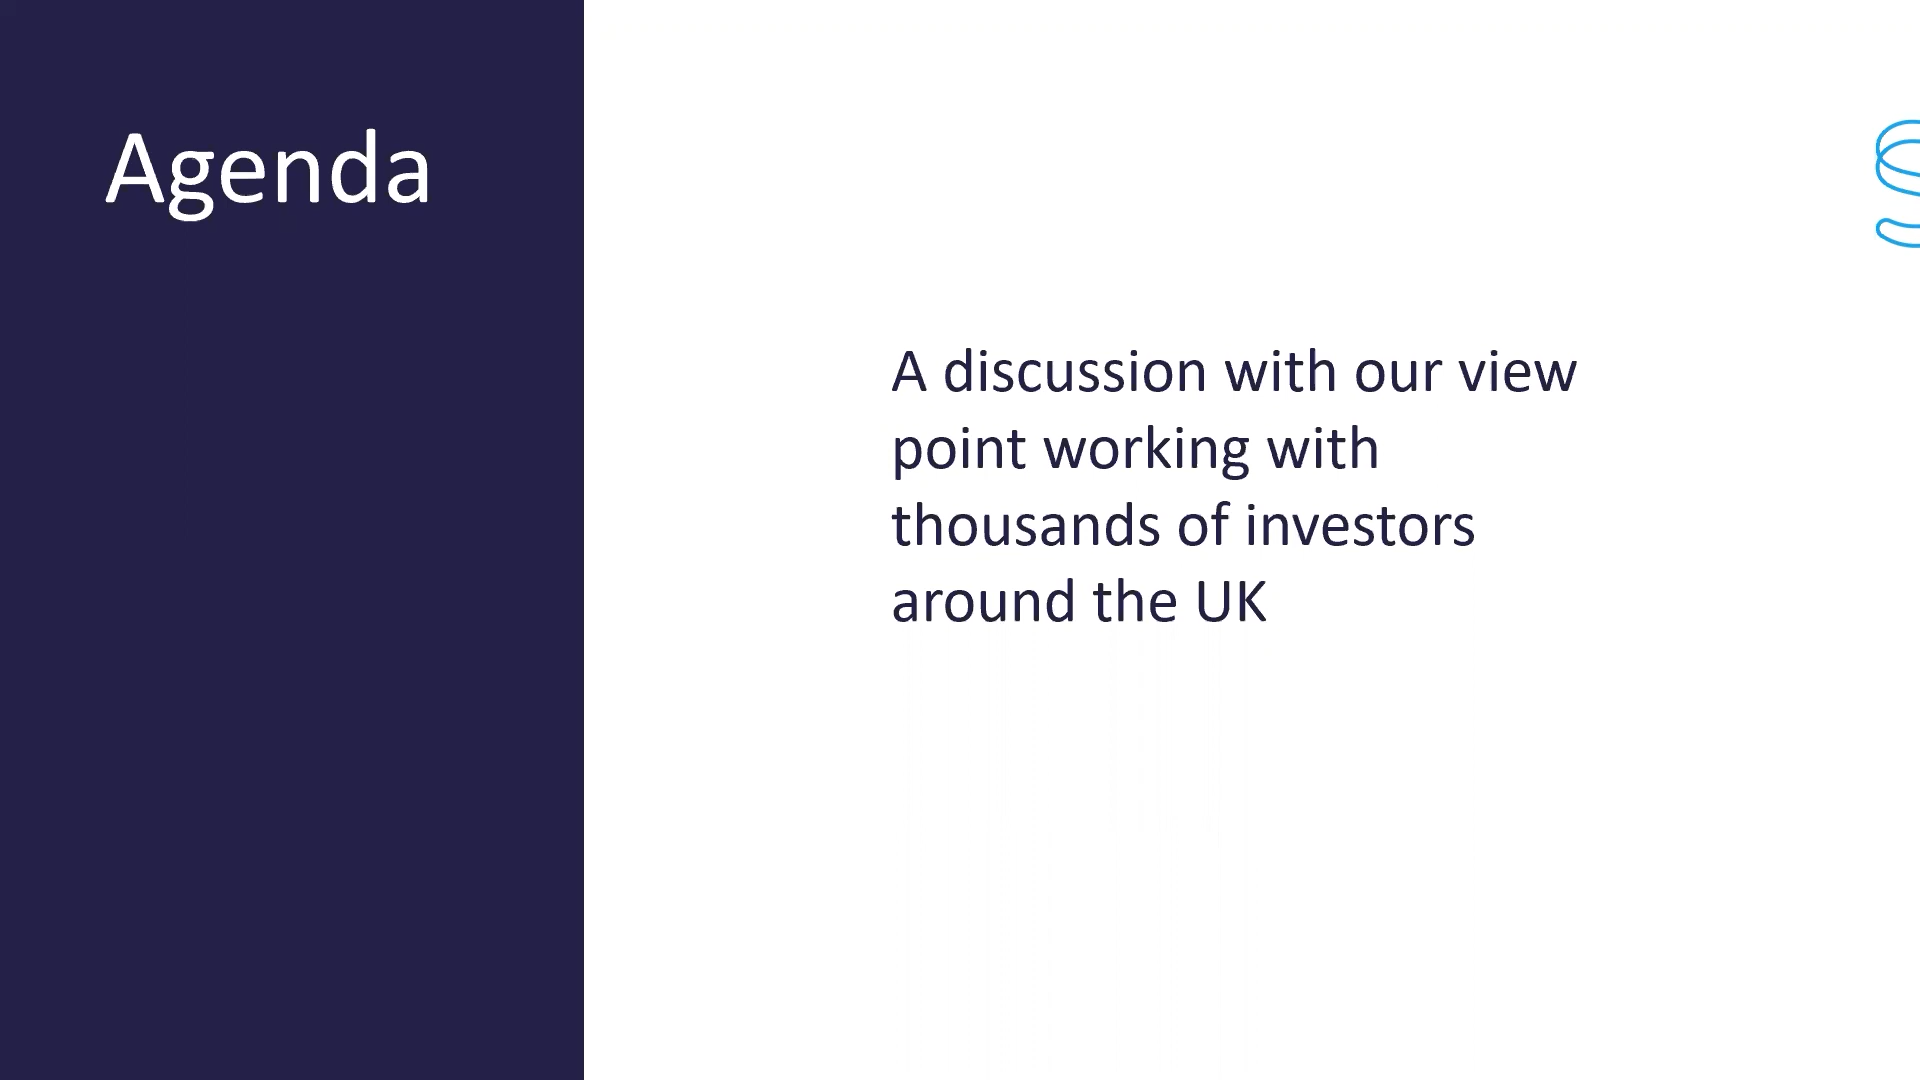 Agenda
A discussion with our view
point working with
thousands of investors
around the UK